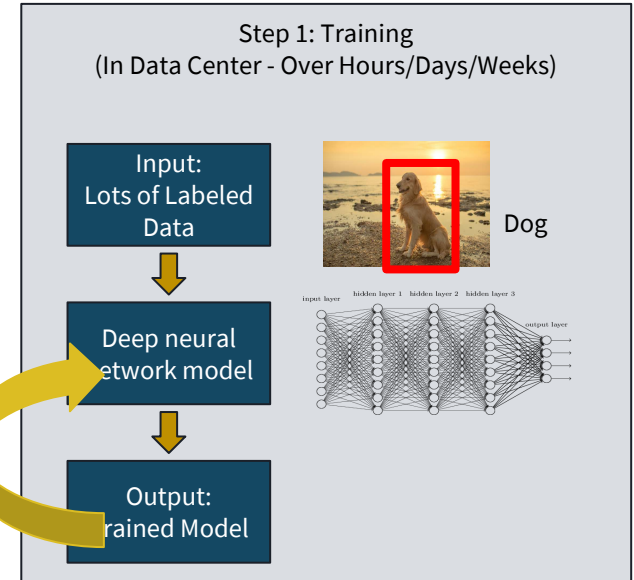 Step 1: Training
(In Data Center - Over Hours/Days/Weeks)
Input:
Lots of Labeled
Data
Dog
input layer
hidden layer 1
hidden layer 2
hidden layer 3
output layer
Deep neural
etwork model
Output:
rained Model